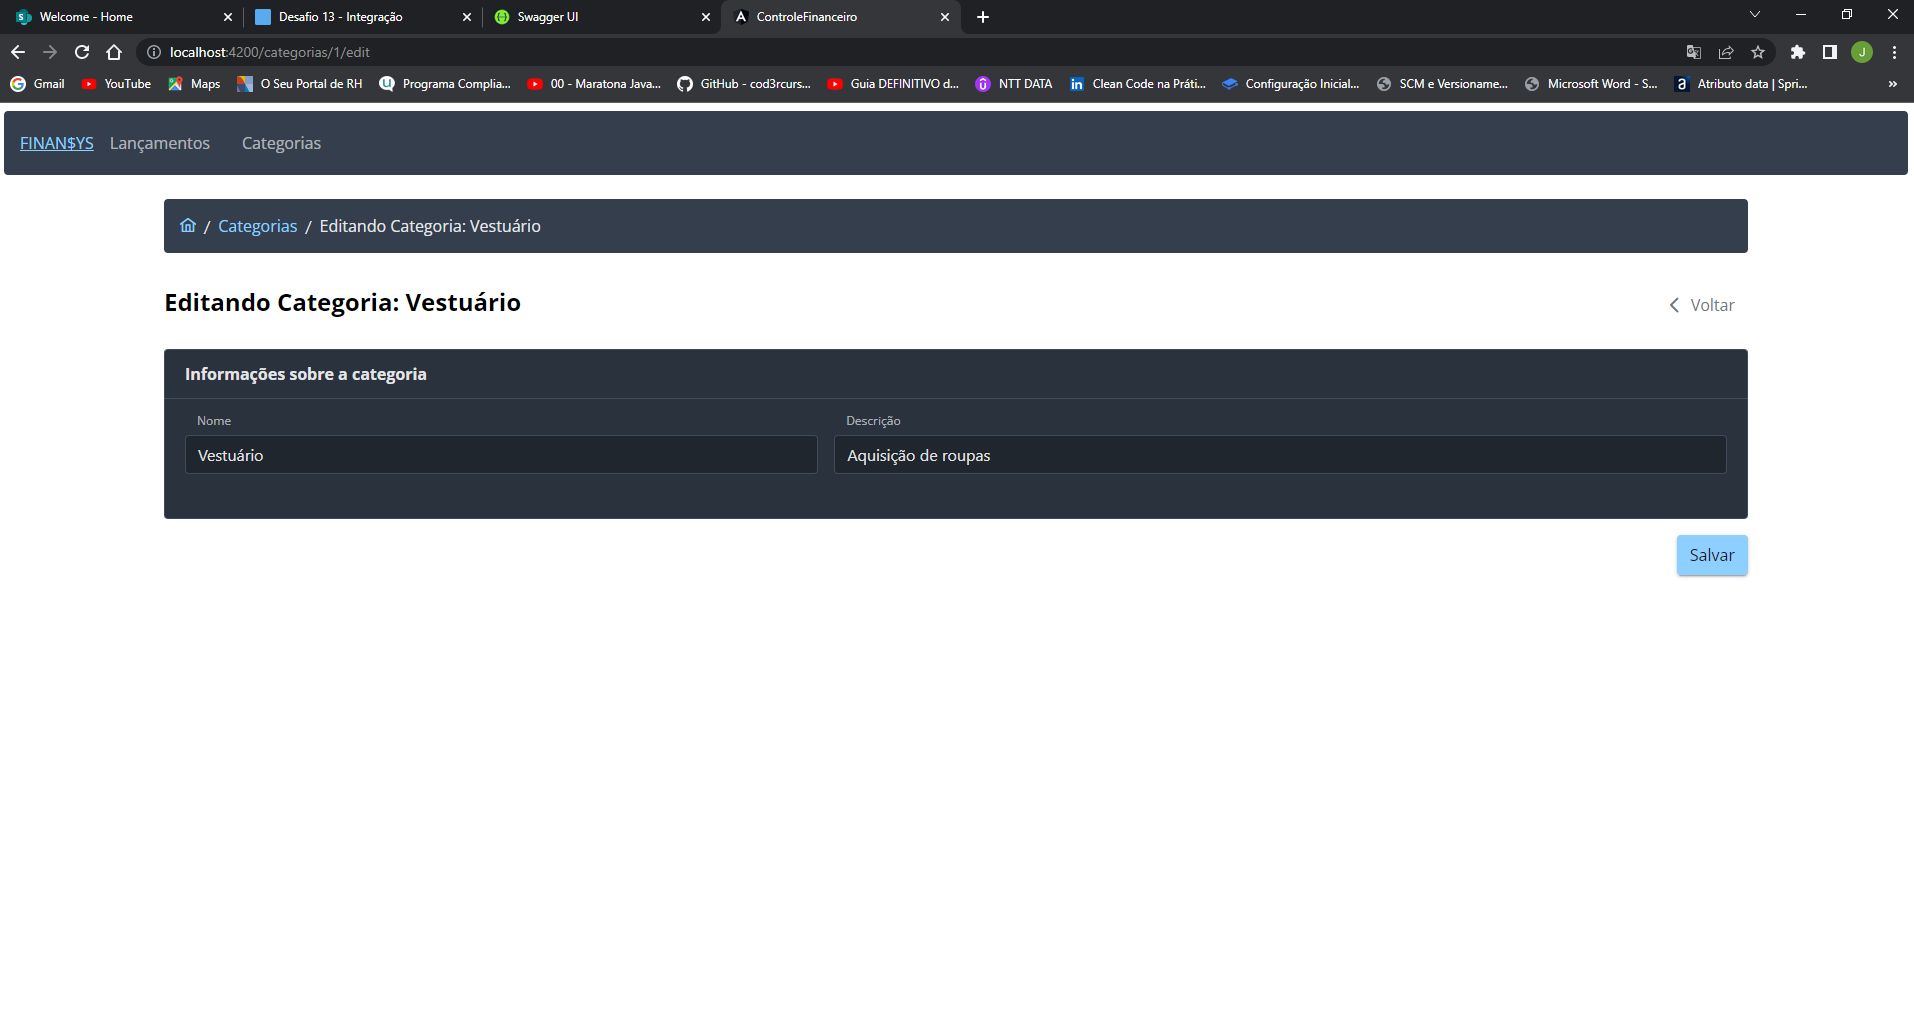 Welcome - Home
Desafio 13 - Integração
Swagger UI
ControleFinanceiro
localhost:4200/categorias/1/edit
J
Gmail
YouTube
Maps
O Seu Portal de RH
Programa Complia...
00 - Maratona Java...
GitHub - cod3rcurs...
Guia DEFINITIVO d...
NTT DATA
Clean Code na Práti...
Configuração Inicial...
SCM e Versioname...
Microsoft Word - S...
Atributo data | Spri...
»
FINAN$YS Lançamentos Categorias
/ Categorias / Editando Categoria: Vestuário
Editando Categoria: Vestuário
Voltar
Informações sobre a categoria
Nome
Descrição
Vestuário
Aquisição de roupas
Salvar